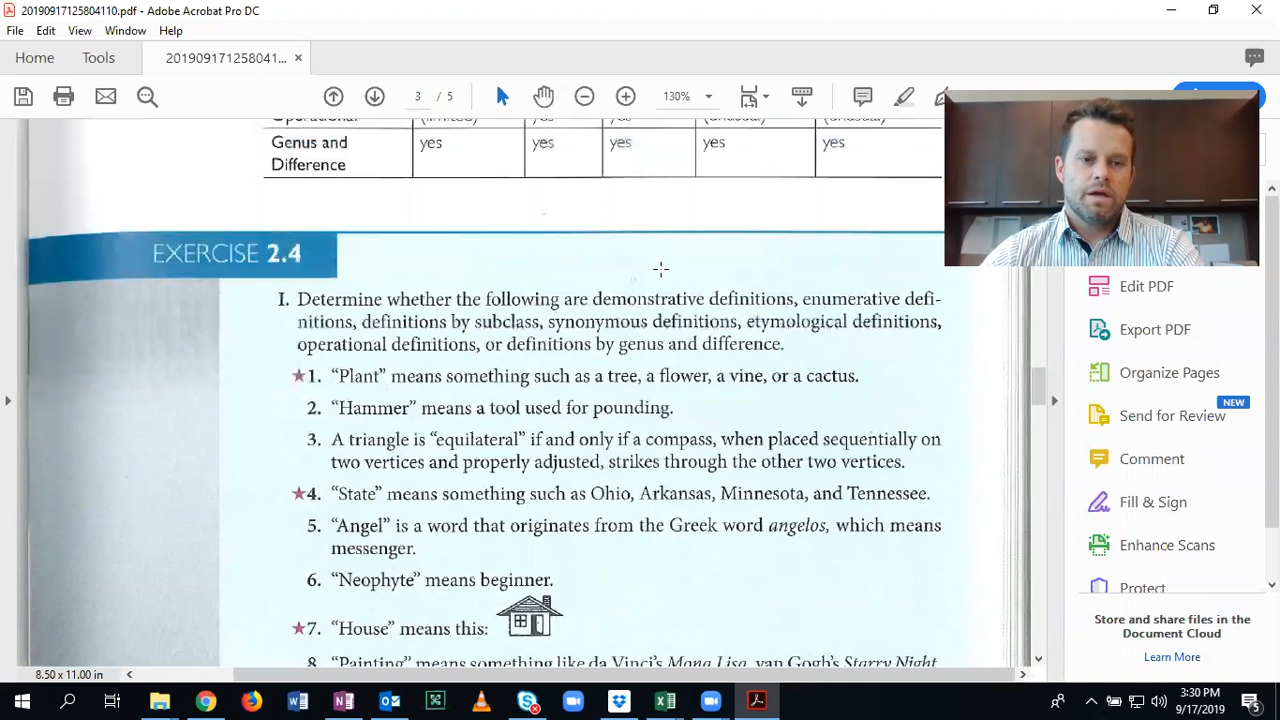 20190917125804110.pdf - Adobe Acrobat Pro DC
File Edit View Window Help
Home Tools 201909171258041... ×
3 / 5 130%
(limited) yes
Genus and yes yes yes yes yes
Difference
EXERCISE 2.4
I. Determine whether the following are demonstrative definitions, enumerative defi-
nitions, definitions by subclass, synonymous definitions, etymological definitions,
operational definitions, or definitions by genus and difference.
★1. “Plant” means something such as a tree, a flower, a vine, or a cactus.
2. “Hammer” means a tool used for pounding.
3. A triangle is “equilateral” if and only if a compass, when placed sequentially on
two vertices and properly adjusted, strikes through the other two vertices.
★4. “State” means something such as Ohio, Arkansas, Minnesota, and Tennessee.
5. “Angel” is a word that originates from the Greek word angelos, which means
messenger.
6. “Neophyte” means beginner.
★7. “House” means this:
8. “Painting” means something like da Vinci’s Mona Lisa, van Gogh’s Starry Night
Edit PDF
Export PDF
Organize Pages
NEW
Send for Review
Comment
Fill & Sign
Enhance Scans
Protect
Store and share files in the
Document Cloud
Learn More
8.50 x 11.00 in
3:30 PM
9/17/2019
5